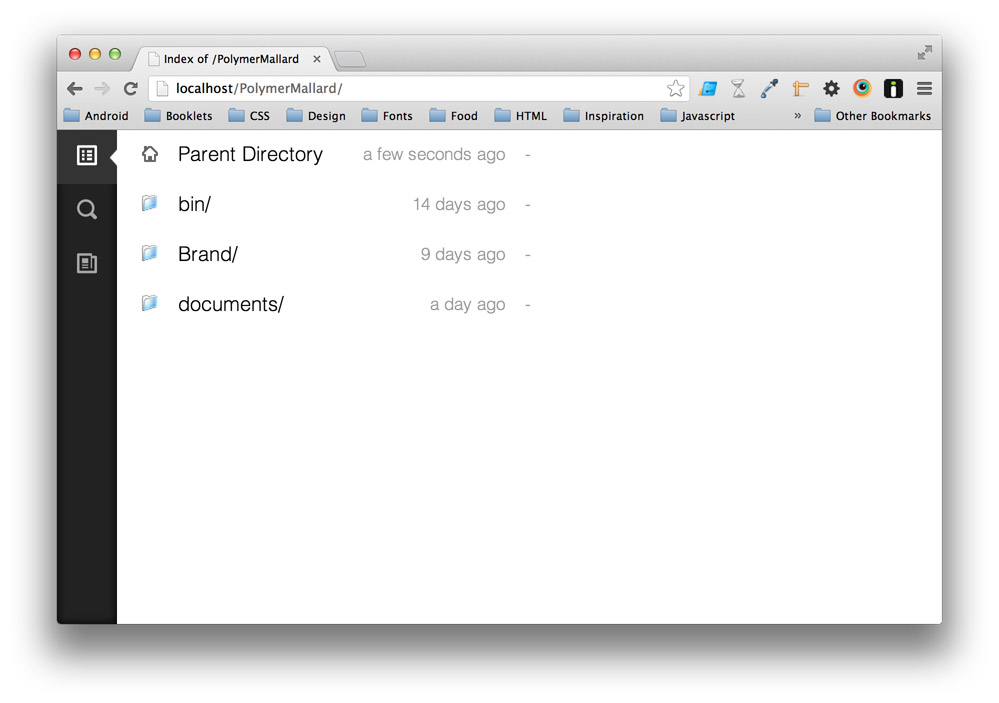 Index of /PolymerMallard
localhost/PolymerMallard/
Android Booklets CSS Design Fonts Food HTML Inspiration Javascript » Other Bookmarks
Parent Directory a few seconds ago -
bin/ 14 days ago -
Brand/ 9 days ago -
documents/ a day ago -